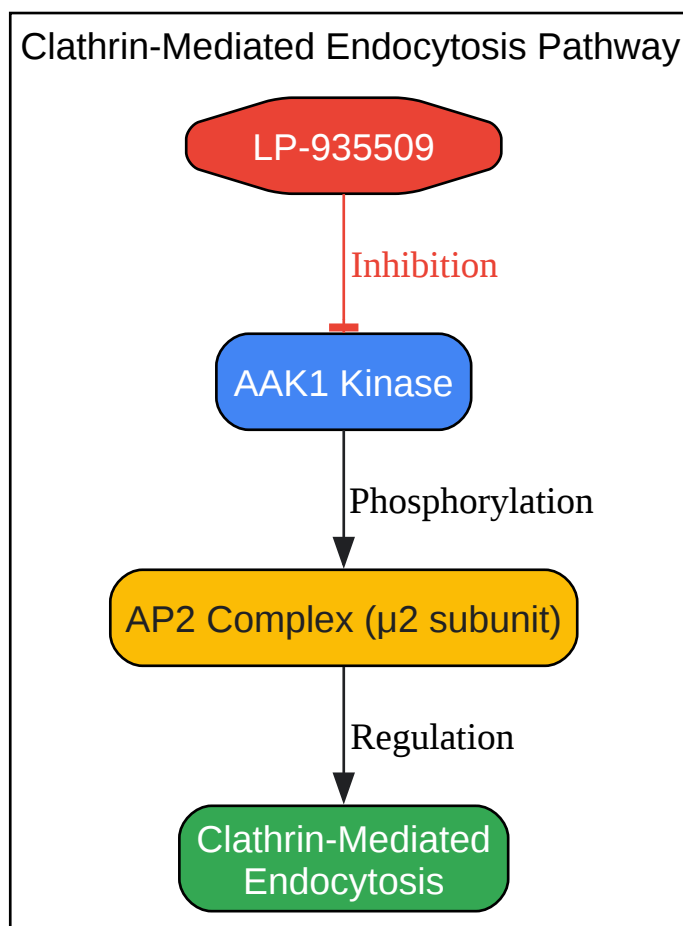 Clathrin-Mediated Endocytosis Pathway
LP-935509
Inhibition
AAK1 Kinase
Phosphorylation
AP2 Complex (μ2 subunit)
Regulation
Clathrin-Mediated
Endocytosis